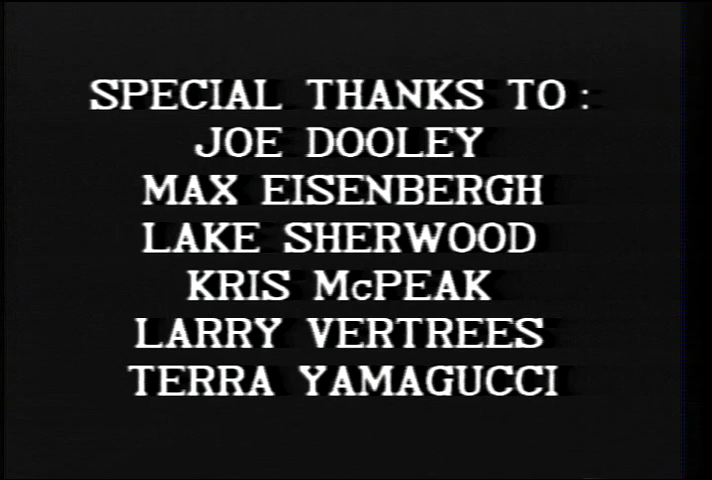 SPECIAL THANKS TO :
JOE DOOLEY
MAX EISENBERGH
LAKE SHERWOOD
KRIS McPEAK
LARRY VERTREES
TERRA YAMAGUCCI